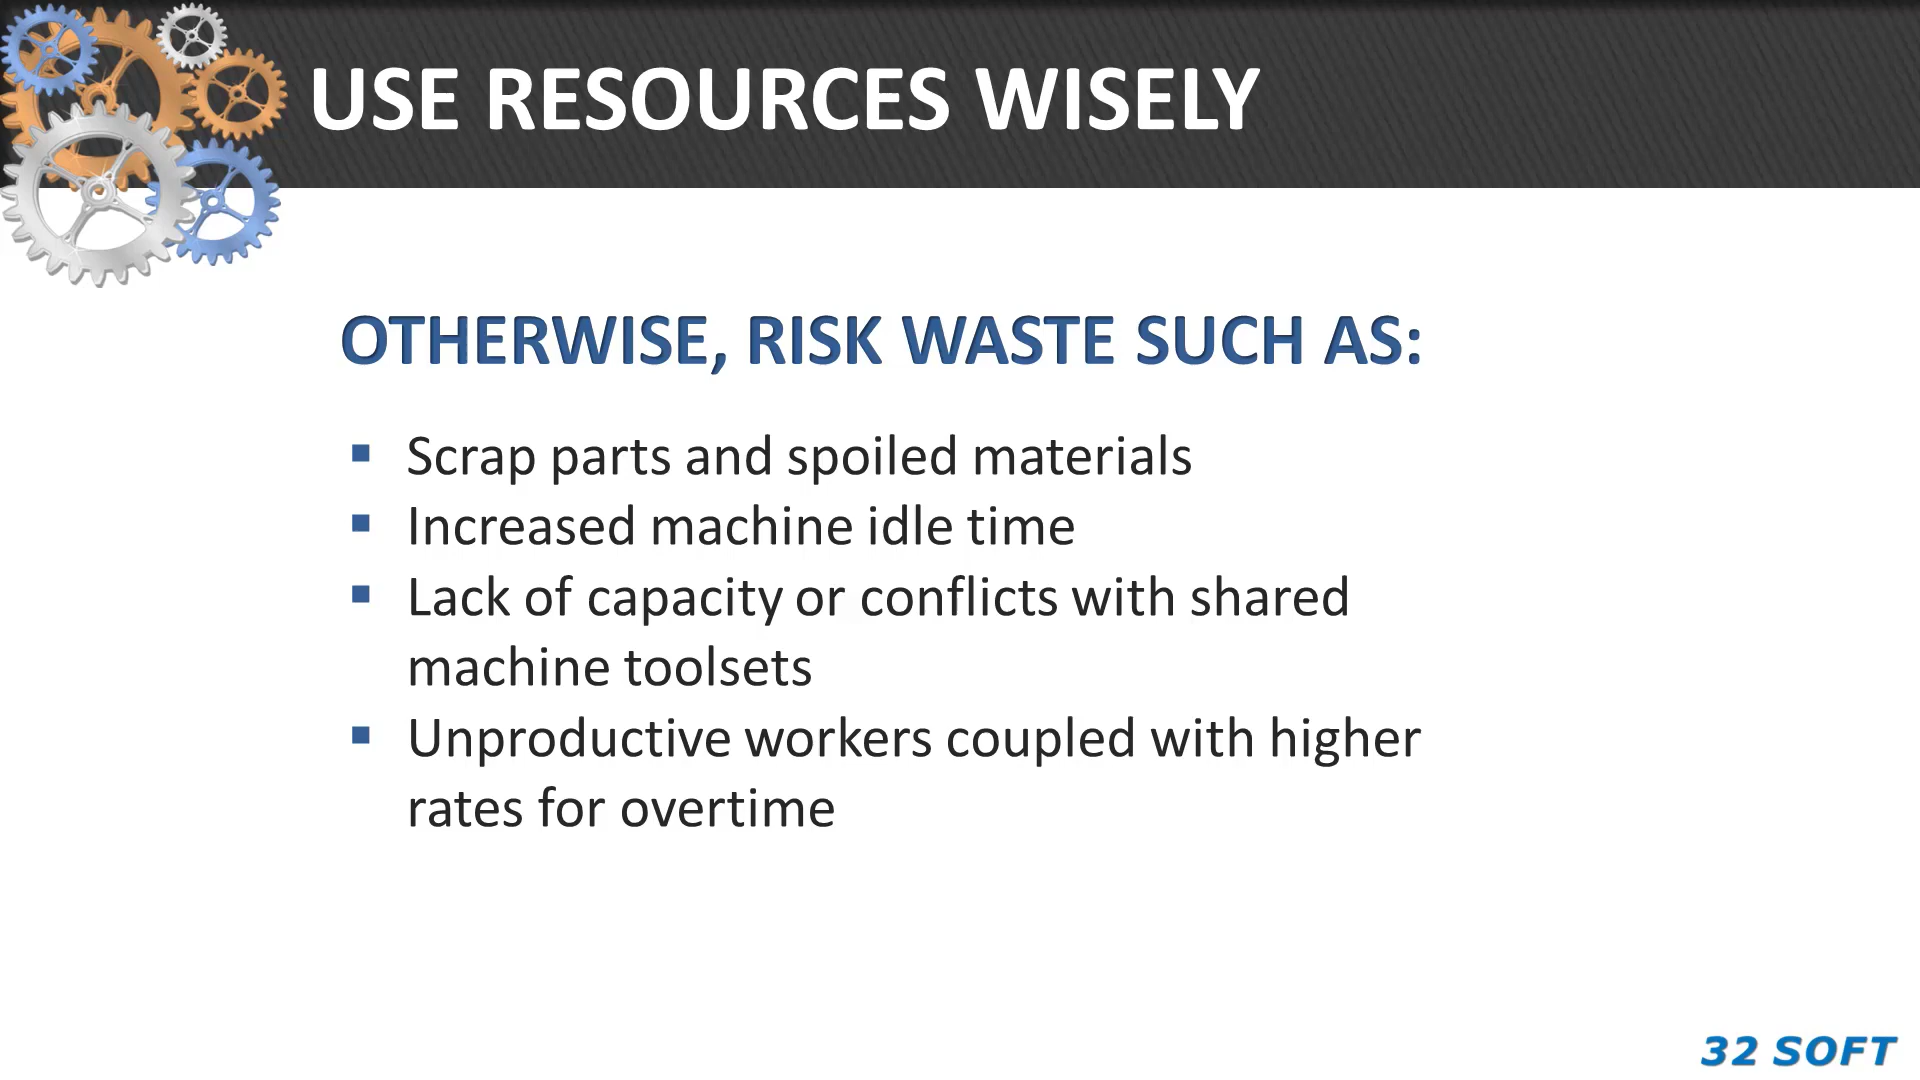 USE RESOURCES WISELY
OTHERWISE, RISK WASTE SUCH AS:
▪ Scrap parts and spoiled materials
▪ Increased machine idle time
▪ Lack of capacity or conflicts with shared
machine toolsets
▪ Unproductive workers coupled with higher
rates for overtime
32 SOFT